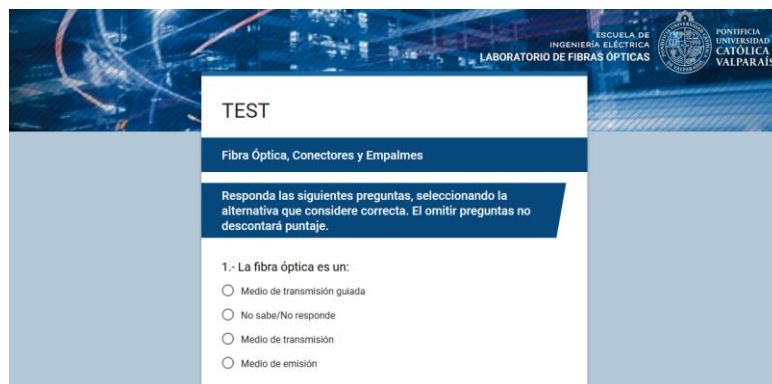 ESCUELA DE
INGENIERÍA ELÉCTRICA
LABORATORIO DE FIBRAS ÓPTICAS
PONTIFICIA
UNIVERSIDAD
CATÓLICA
VALPARAÍS
TEST
Fibra Óptica, Conectores y Empalmes
Responda las siguientes preguntas, seleccionando la
alternativa que considere correcta. El omitir preguntas no
descontará puntaje.
1.- La fibra óptica es un:
Medio de transmisión guiada
No sabe/No responde
Medio de transmisión
Medio de emisión